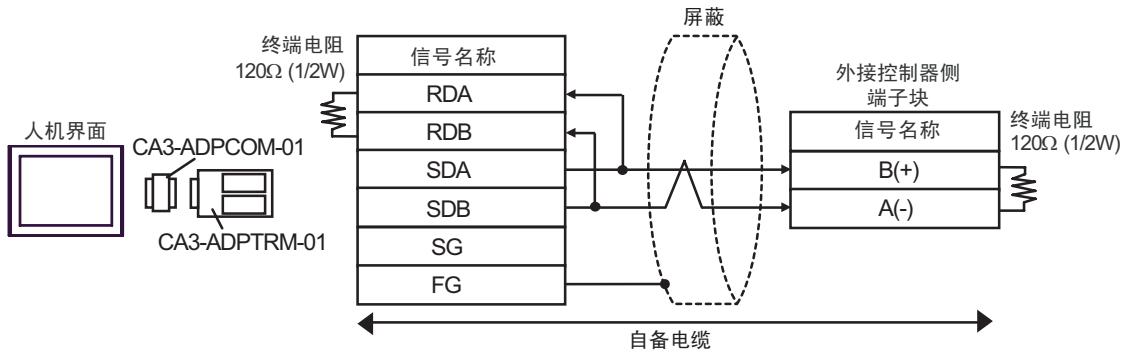 屏蔽
终端电阻
120Ω (1/2W)
信号名称
RDA
RDB
SDA
SDB
SG
FG
人机界面
CA3-ADPCOM-01
CA3-ADPTRM-01
外接控制器侧
端子块
信号名称
B(+)
A(-)
终端电阻
120Ω (1/2W)
自备电缆